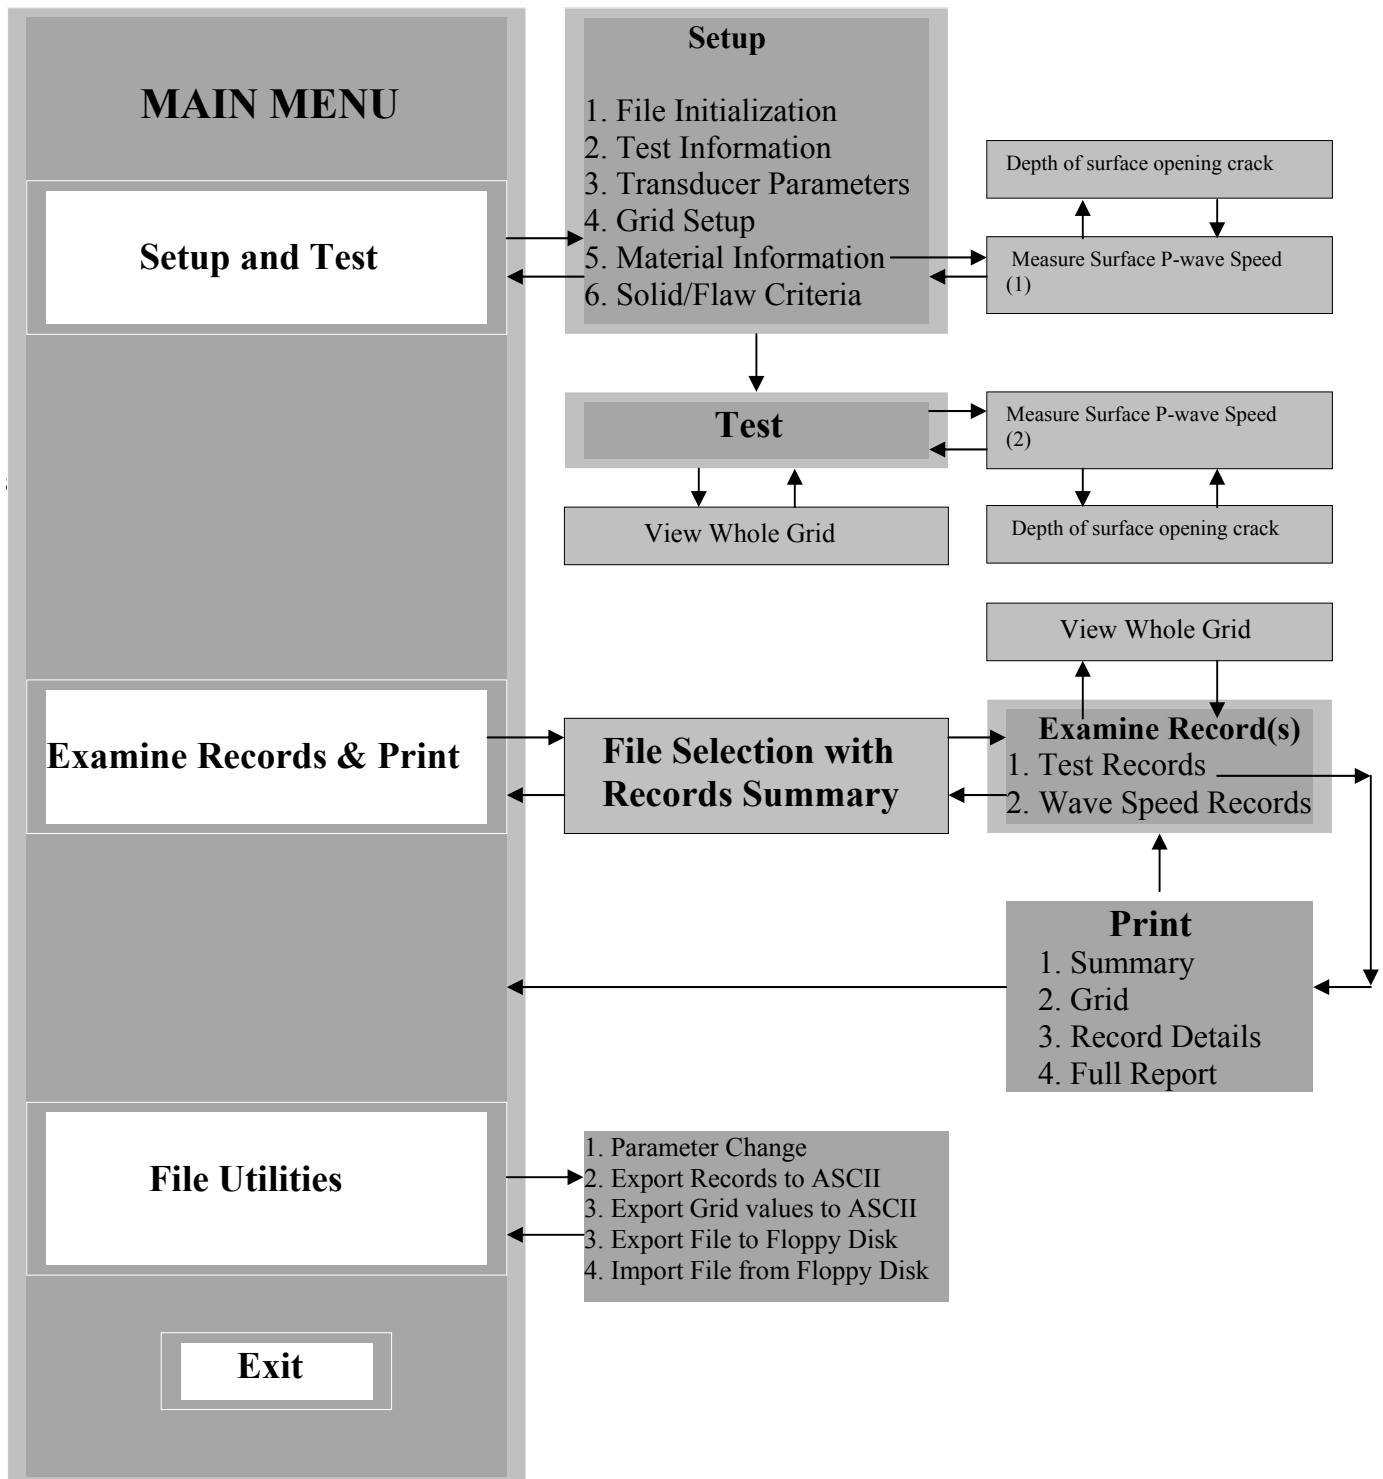 MAIN MENU
Setup and Test
Setup
1. File Initialization
2. Test Information
3. Transducer Parameters
4. Grid Setup
5. Material Information
6. Solid/Flaw Criteria
Depth of surface opening crack
Measure Surface P-wave Speed
(1)
Test
Measure Surface P-wave Speed
(2)
View Whole Grid
Depth of surface opening crack
Examine Records & Print
File Selection with
Records Summary
View Whole Grid
Examine Record(s)
1. Test Records
2. Wave Speed Records
Print
1. Summary
2. Grid
3. Record Details
4. Full Report
File Utilities
1. Parameter Change
2. Export Records to ASCII
3. Export Grid values to ASCII
3. Export File to Floppy Disk
4. Import File from Floppy Disk
Exit